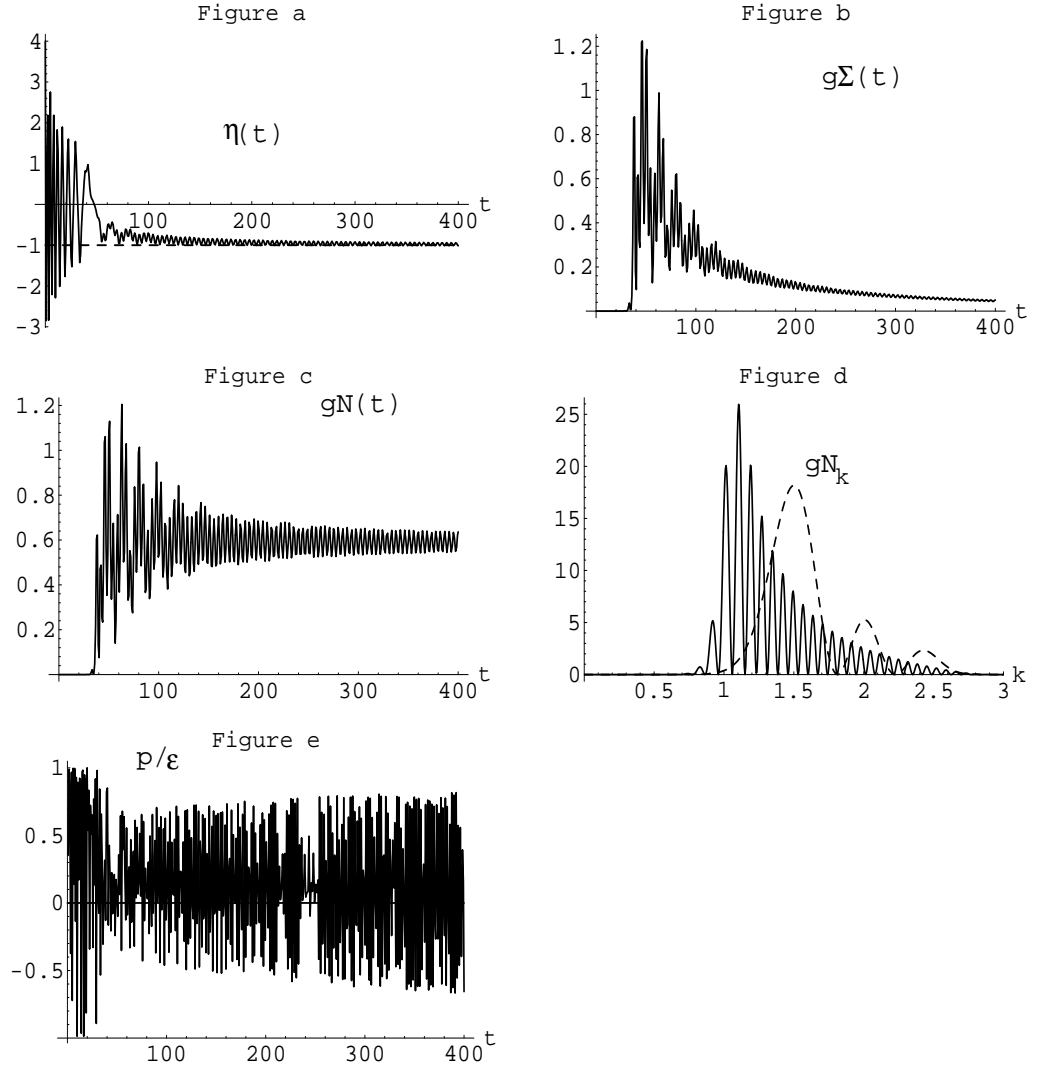 Figure a
4
3
2
1
-1
-2
-3
η(t)
100 200 300 400 t
Figure b
1.2
1
0.8
0.6
0.4
0.2
gΣ(t)
100 200 300 400 t
Figure c
1.2
1
0.8
0.6
0.4
0.2
gN(t)
100 200 300 400 t
Figure d
25
20
15
10
5
0
gNk
0.5 1 1.5 2 2.5 3 k
Figure e
1
0.5
0
-0.5
p/ε
100 200 300 400 t